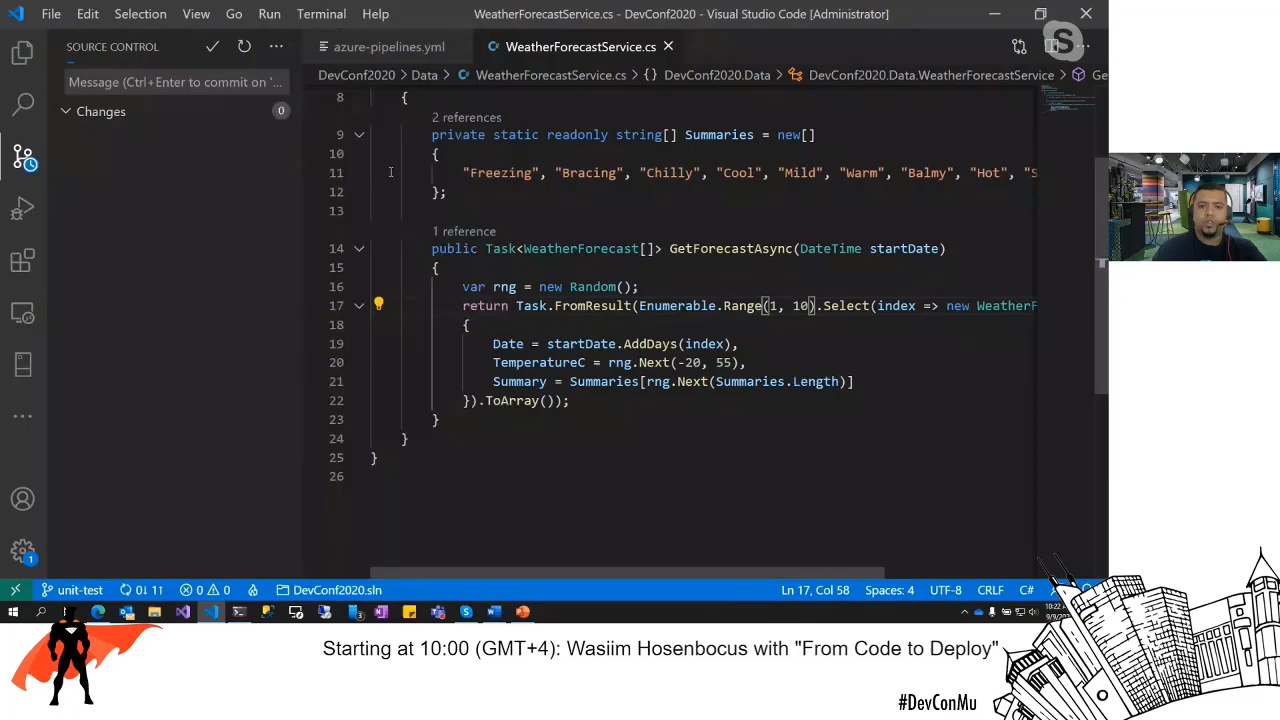 File Edit Selection View Go Run Terminal Help WeatherForecastService.cs - DevConf2020 - Visual Studio Code [Administrator]
SOURCE CONTROL
azure-pipelines.yml WeatherForecastService.cs
Message (Ctrl+Enter to commit on '...
DevConf2020 Data WeatherForecastService.cs {} DevConf2020.Data DevConf2020.Data.WeatherForecastService Ge
Changes 0
8 {
2 references
9 private static readonly string[] Summaries = new[]
10 {
11 "Freezing", "Bracing", "Chilly", "Cool", "Mild", "Warm", "Balmy", "Hot", "S
12 };
13
1 reference
14 public Task<WeatherForecast[]> GetForecastAsync(DateTime startDate)
15 {
16 var rng = new Random();
17 return Task.FromResult(Enumerable.Range(1, 10).Select(index => new WeatherF
18 {
19 Date = startDate.AddDays(index),
20 TemperatureC = rng.Next(-20, 55),
21 Summary = Summaries[rng.Next(Summaries.Length)]
22 }).ToArray());
23 }
24 }
25 }
26
1
unit-test 0↓ 1↑ 0 0 DevConf2020.sln Ln 17, Col 58 Spaces: 4 UTF-8 CRLF C#
10:22
9/9
Starting at 10:00 (GMT+4): Wasiim Hosenbocus with "From Code to Deploy"
#DevConMu